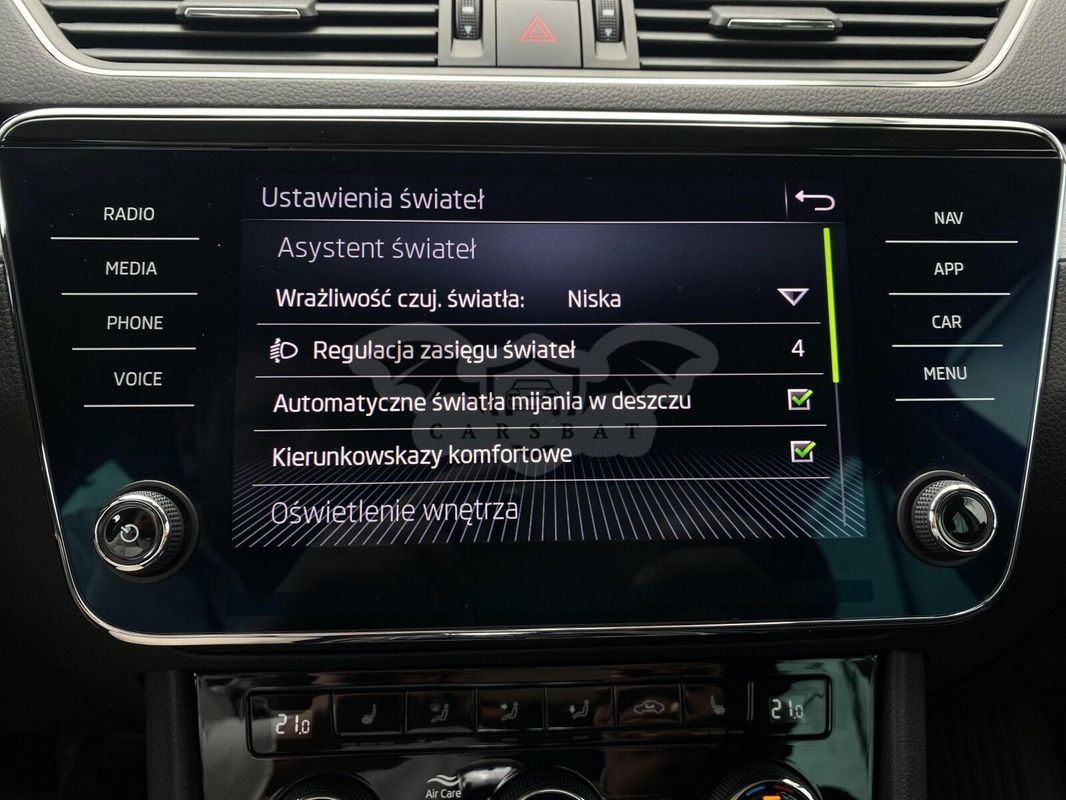 RADIO
MEDIA
PHONE
VOICE
Ustawienia świateł
Asystent świateł
Wrażliwość czuj. światła: Niska
Regulacja zasięgu świateł 4
Automatyczne światła mijania w deszczu
CARSBAT
Kierunkowskazy komfortowe
Oświetlenie wnętrza
NAV
APP
CAR
MENU
21.0
21.0
Air Care